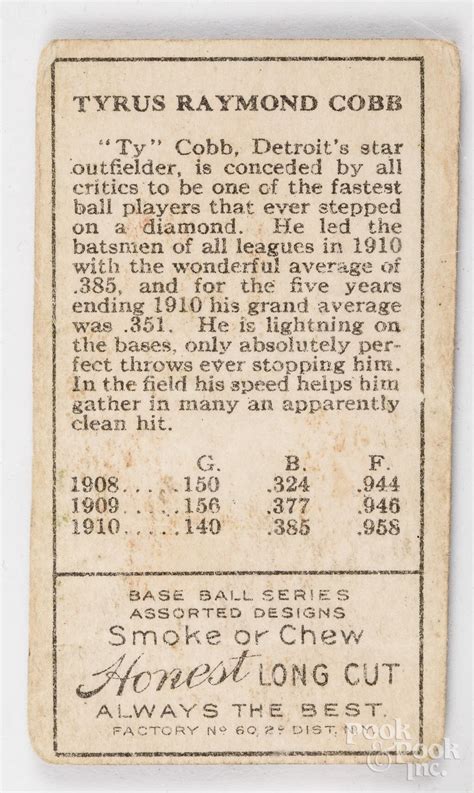 TYRUS RAYMOND COBB
"Ty" Cobb, Detroit's star
outfielder, is conceded by all
critics to be one of the fastest
ball players that ever stepped
on a diamond. He led the
batsmen of all leagues in 1910
with the wonderful average of
.385, and for the five years
ending 1910 his grand average
was .351. He is lightning on
the bases, only absolutely per-
fect throws ever stopping him.
In the field his speed helps him
gather in many an apparently
clean hit.
G. B. F.
1908.....150 .324 .944
1909.....156 .377 .946
1910.....140 .385 .958
BASE BALL SERIES
ASSORTED DESIGNS
Smoke or Chew
Honest LONG CUT
ALWAYS THE BEST.
FACTORY No 60, 2d DIST.
Pook
& Pook
Inc.